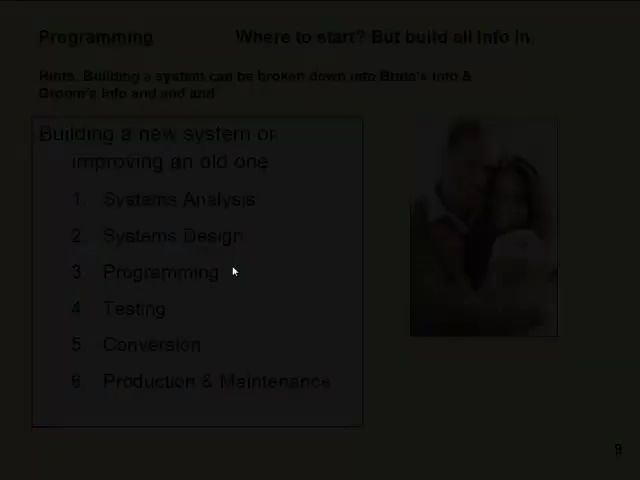 Programming Where to start? But build all Info in.
Hints. Building a system can be broken down into Bride's info &
Groom's info and and and
Building a new system or
improving an old one
1 Systems Analysis
2 Systems Design
3 Programming
4 Testing
5 Conversion
6 Production & Maintenance
9